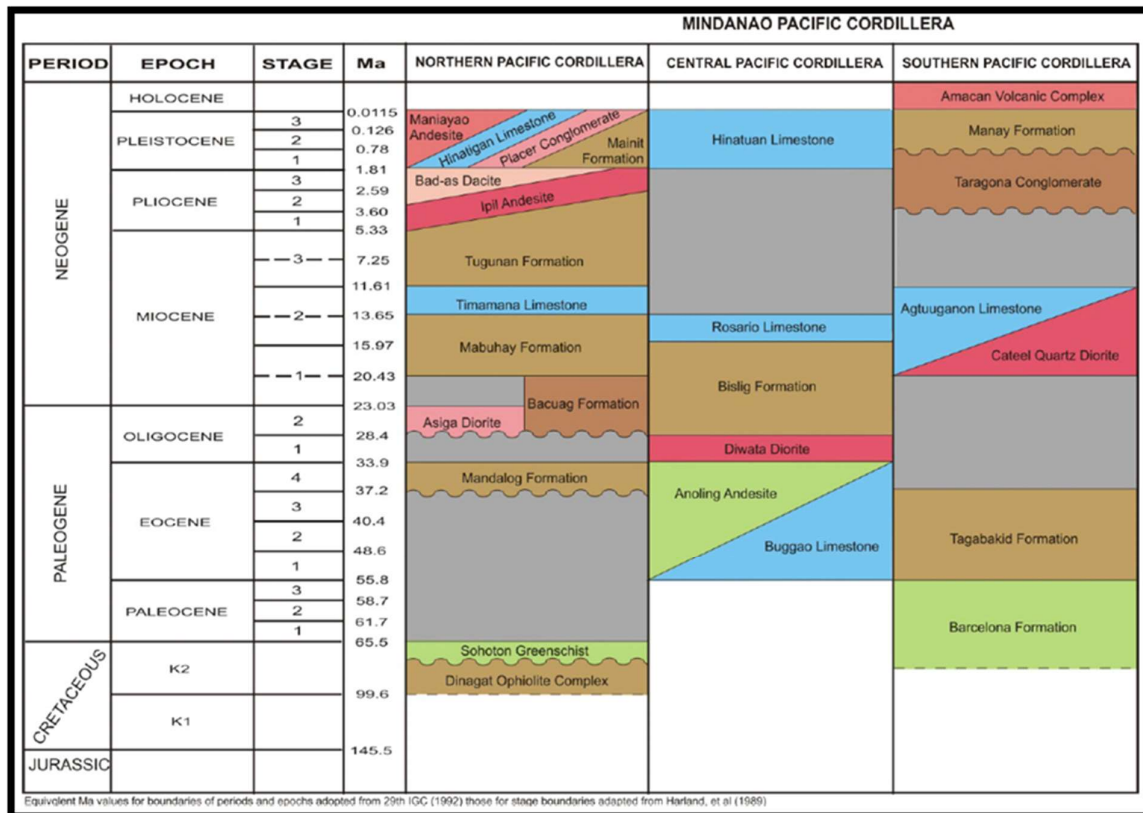 MINDANAO PACIFIC CORDILLERA
PERIOD EPOCH STAGE Ma NORTHERN PACIFIC CORDILLERA CENTRAL PACIFIC CORDILLERA SOUTHERN PACIFIC CORDILLERA
HOLOCENE
Amacan Volcanic Complex
0.0115
PLEISTOCENE
3
0.126
2
0.78
1
1.81
Maniayao
Andesite
Hinatigan Limestone
Placer Conglomerate
Mainit
Formation
Hinatuan Limestone
Manay Formation
Taragona Conglomerate
NEOGENE
PLIOCENE
3
2.59
2
3.60
1
5.33
Bad-as Dacite
Ipil Andesite
MIOCENE
3
7.25
11.61
2
13.65
15.97
1
20.43
23.03
Tugunan Formation
Timamana Limestone
Mabuhay Formation
Rosario Limestone
Bislig Formation
Agtuuganon Limestone
Cateel Quartz Diorite
PALEOGENE
OLIGOCENE
2
28.4
1
33.9
Asiga Diorite
Bacuag Formation
Diwata Diorite
EOCENE
4
37.2
3
40.4
2
48.6
1
55.8
Mandalog Formation
Anoling Andesite
Buggao Limestone
Tagabakid Formation
PALEOCENE
3
58.7
2
61.7
1
65.5
Barcelona Formation
CRETACEOUS
K2
99.6
K1
145.5
Sohoton Greenschist
Dinagat Ophiolite Complex
JURASSIC
Equivqlent Ma values for boundaries of periods and epochs adopted from 29th IGC (1992) those for stage boundaries adapted from Harland, et al (1989)